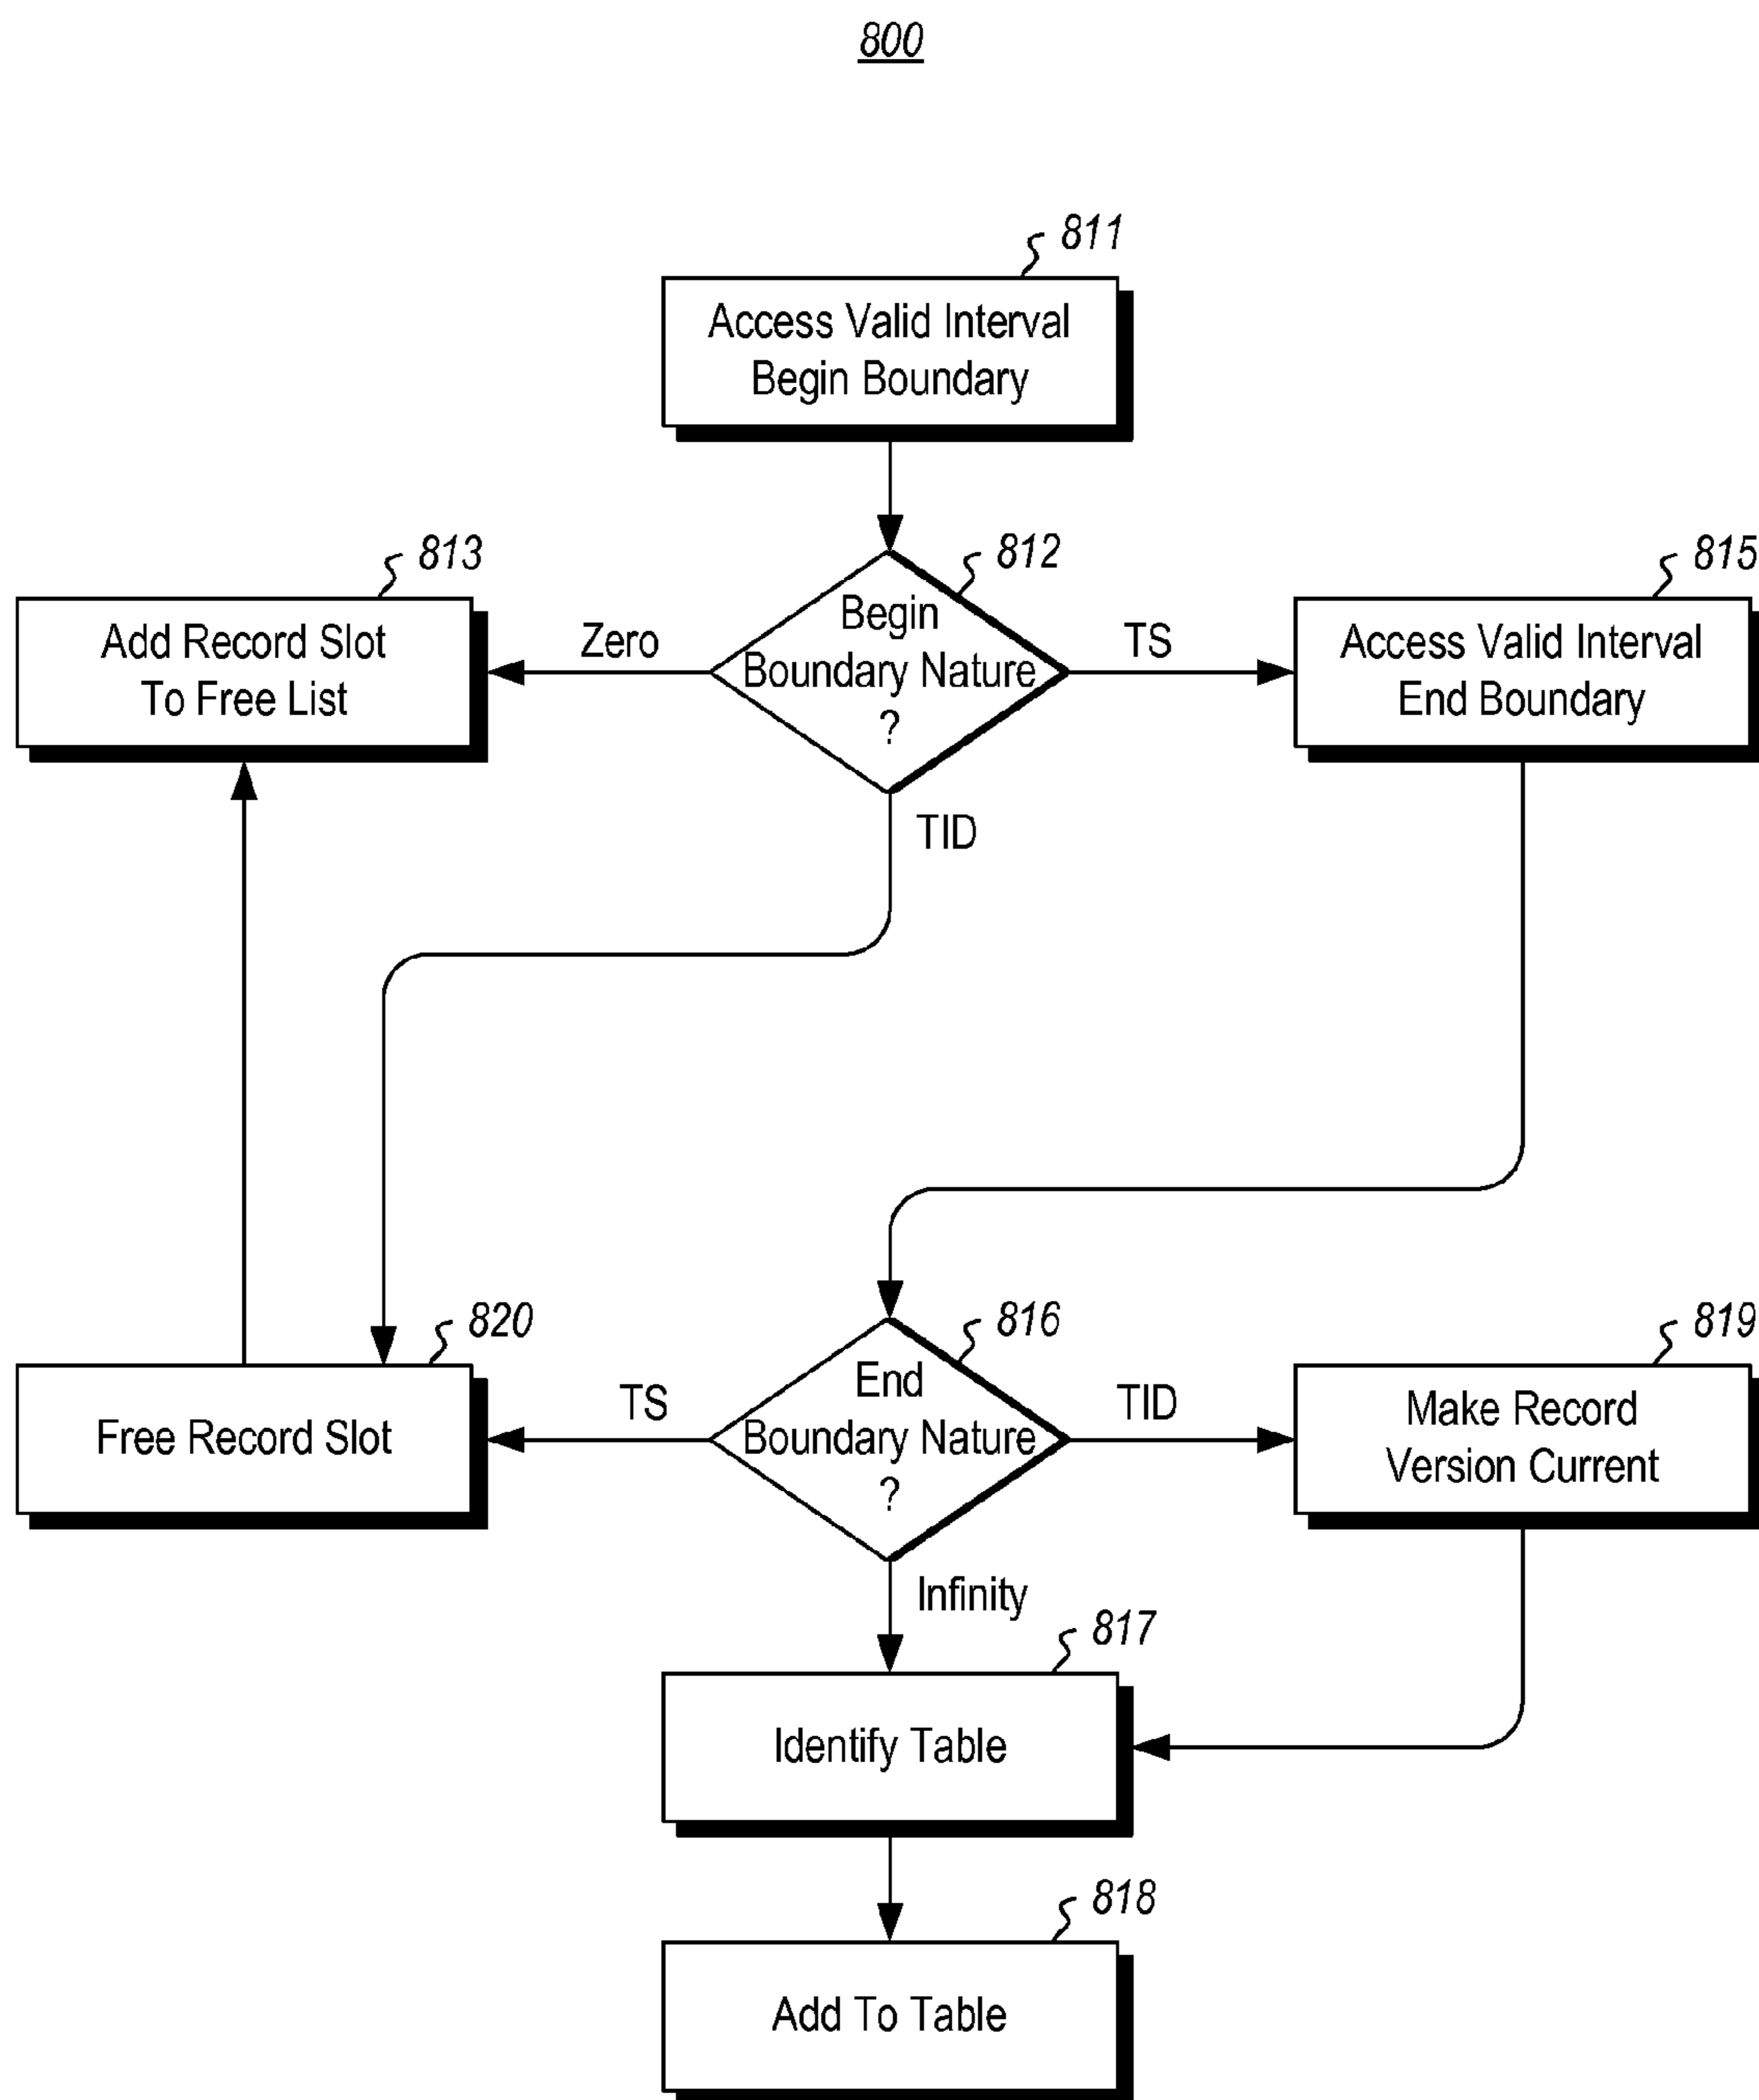 800
811
Access Valid Interval
Begin Boundary
813
812
815
Add Record Slot
To Free List
Zero
Begin
Boundary Nature
?
TS
Access Valid Interval
End Boundary
TID
820
816
819
Free Record Slot
TS
End
Boundary Nature
?
TID
Make Record
Version Current
Infinity
817
Identify Table
818
Add To Table